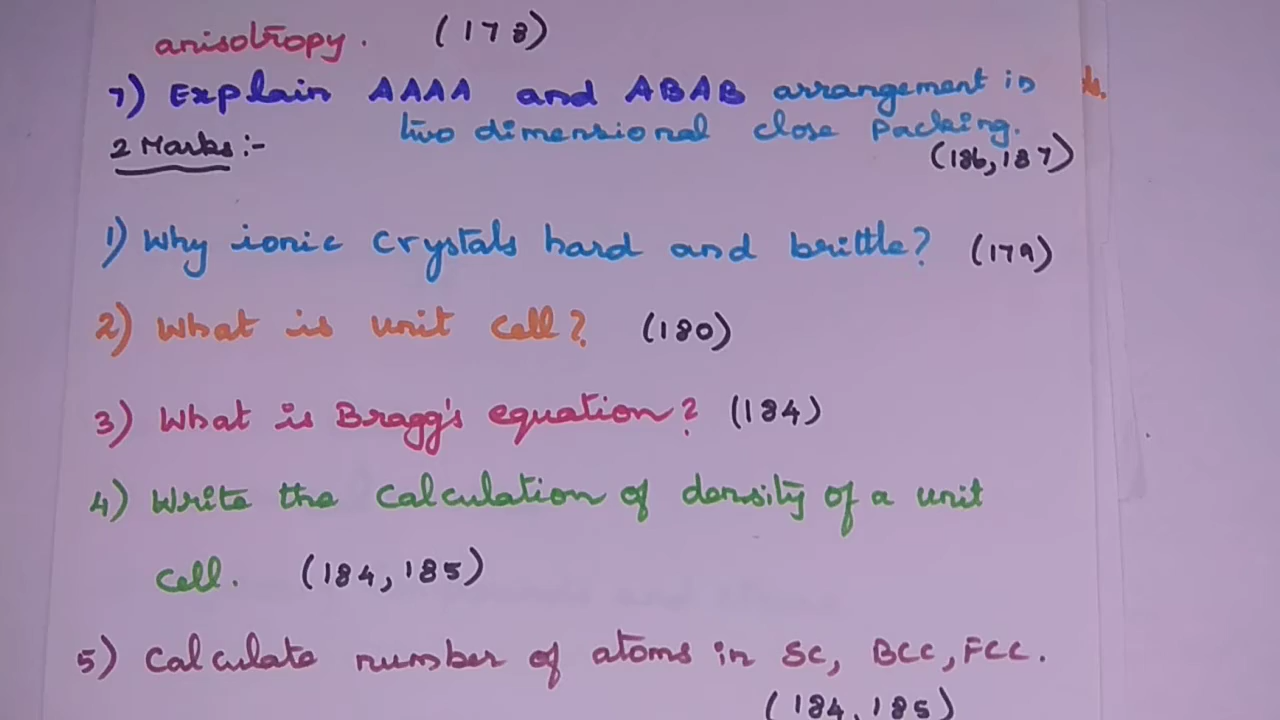 anisotropy. (178)
7) Explain AAAA and ABAB arrangement in
two dimensional close packing.
2 Marks:-
(186,187)
1) Why ionic crystals hard and brittle? (179)
2) What is unit cell? (180)
3) What is Bragg's equation? (184)
4) Write the calculation of density of a unit
cell. (184,185)
5) Calculate number of atoms in SC, BCC, FCC.
(184,185)